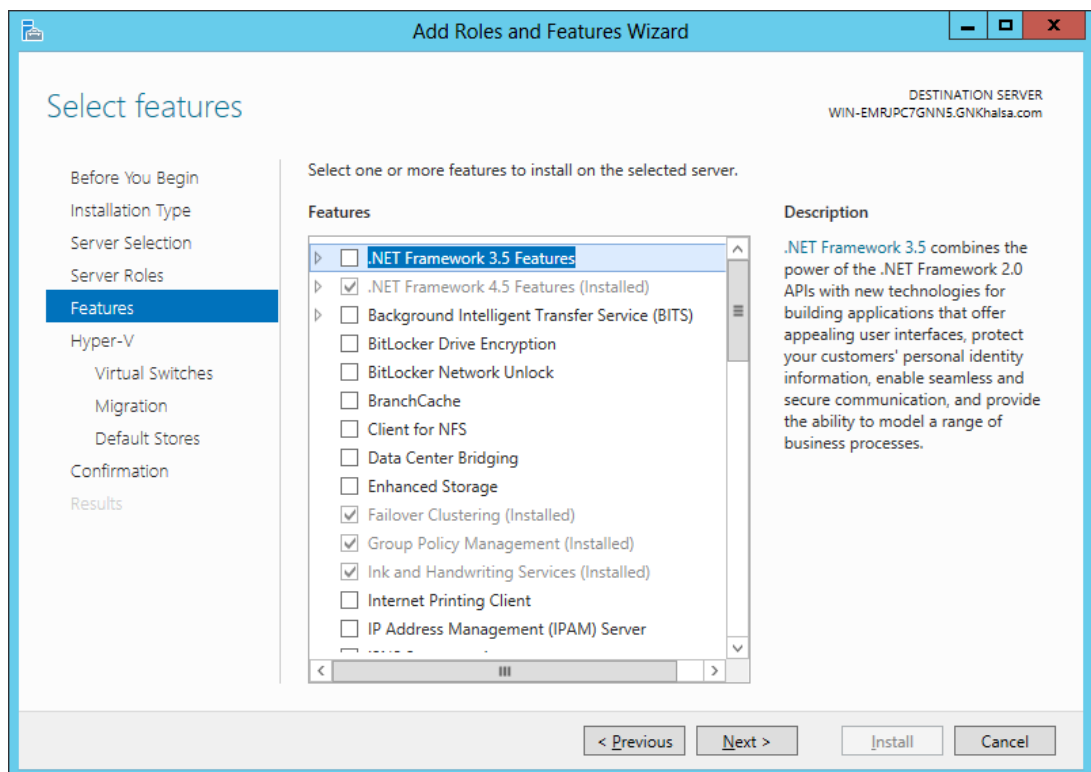 Add Roles and Features Wizard
Select features
DESTINATION SERVER
WIN-EMRJPC7GNN5.GNKhalsa.com
Before You Begin
Installation Type
Server Selection
Server Roles
Features
Hyper-V
Virtual Switches
Migration
Default Stores
Confirmation
Results
Select one or more features to install on the selected server.
Features
.NET Framework 3.5 Features
.NET Framework 4.5 Features (Installed)
Background Intelligent Transfer Service (BITS)
BitLocker Drive Encryption
BitLocker Network Unlock
BranchCache
Client for NFS
Data Center Bridging
Enhanced Storage
Failover Clustering (Installed)
Group Policy Management (Installed)
Ink and Handwriting Services (Installed)
Internet Printing Client
IP Address Management (IPAM) Server
Description
.NET Framework 3.5 combines the
power of the .NET Framework 2.0
APIs with new technologies for
building applications that offer
appealing user interfaces, protect
your customers' personal identity
information, enable seamless and
secure communication, and provide
the ability to model a range of
business processes.
< Previous
Next >
Install
Cancel